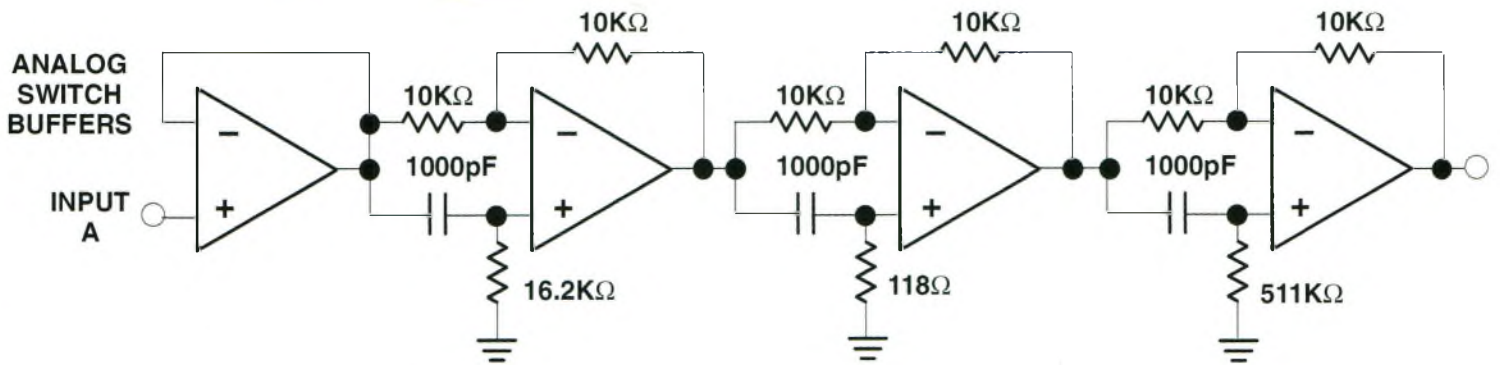 10KΩ
10KΩ
10KΩ
ANALOG
SWITCH
BUFFERS
10KΩ
10KΩ
10KΩ
−
−
−
−
1000pF
1000pF
1000pF
INPUT
A
+
+
+
+
16.2KΩ
118Ω
511KΩ